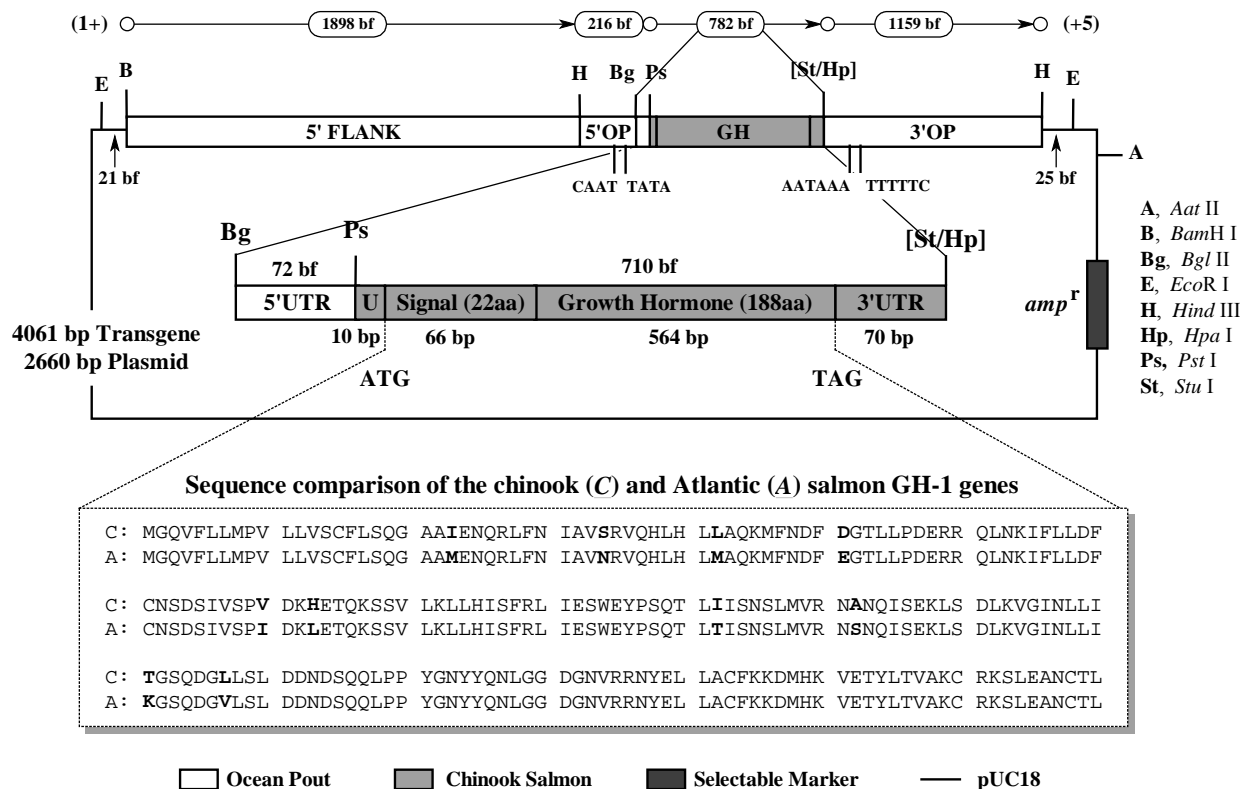 (1+) 1898 bf 216 bf 782 bf 1159 bf (+5)
E B H Bg Ps [St/Hp] H E
5' FLANK 5'OP GH 3'OP
A
21 bf CAAT TATA AATAAA TTTTTC 25 bf
Bg Ps [St/Hp]
72 bf 710 bf
5'UTR U Signal (22aa) Growth Hormone (188aa) 3'UTR
10 bp 66 bp 564 bp 70 bp
ATG TAG
4061 bp Transgene
2660 bp Plasmid
amp r
A, Aat II
B, BamH I
Bg, Bgl II
E, EcoR I
H, Hind III
Hp, Hpa I
Ps, Pst I
St, Stu I
Sequence comparison of the chinook (C) and Atlantic (A) salmon GH-1 genes
C: MGQVFLLMPV LLVSCFLSQG AAIENQRLFN IAVSRVQHLH LLAQKMFNDF DGTLLPDERR QLNKIFLLDF
A: MGQVFLLMPV LLVSCFLSQG AAMENQRLFN IAVNRVQHLH LMAQKMFNDF EGTLLPDERR QLNKIFLLDF
C: CNSDSIVSPV DKHETQKSSV LKLLHISFRL IESWEYPSQT LIISNSLMVR NANQISEKLS DLKVGINLLI
A: CNSDSIVSPI DKLETQKSSV LKLLHISFRL IESWEYPSQT LTISNSLMVR NSNQISEKLS DLKVGINLLI
C: TGSQDGLLSL DDNDSQQLPP YGNYYQNLGG DGNVRRNYEL LACFKKDMHK VETYLTVAKC RKSLEANCTL
A: KGSQDGVLSL DDNDSQQLPP YGNYYQNLGG DGNVRRNYEL LACFKKDMHK VETYLTVAKC RKSLEANCTL
Ocean Pout Chinook Salmon Selectable Marker pUC18